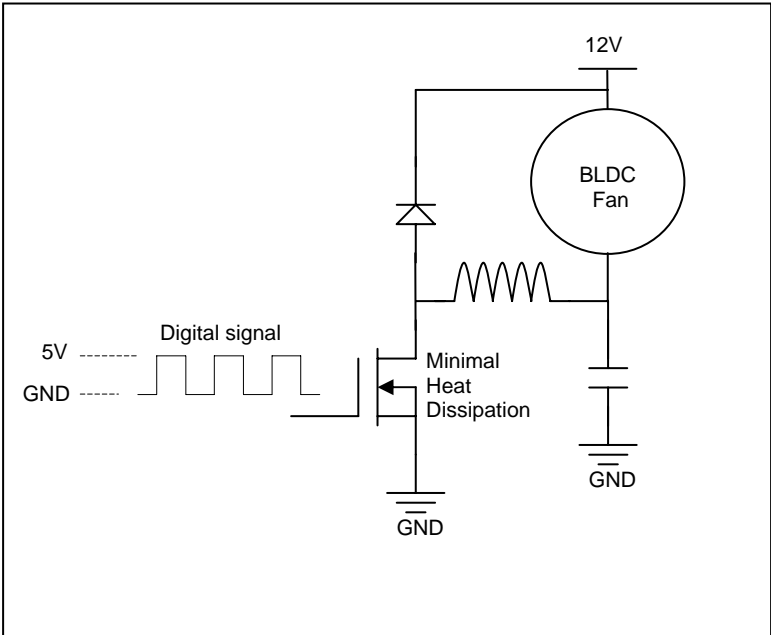 12V
BLDC
Fan
Digital signal
5V
GND
Minimal
Heat
Dissipation
GND
GND